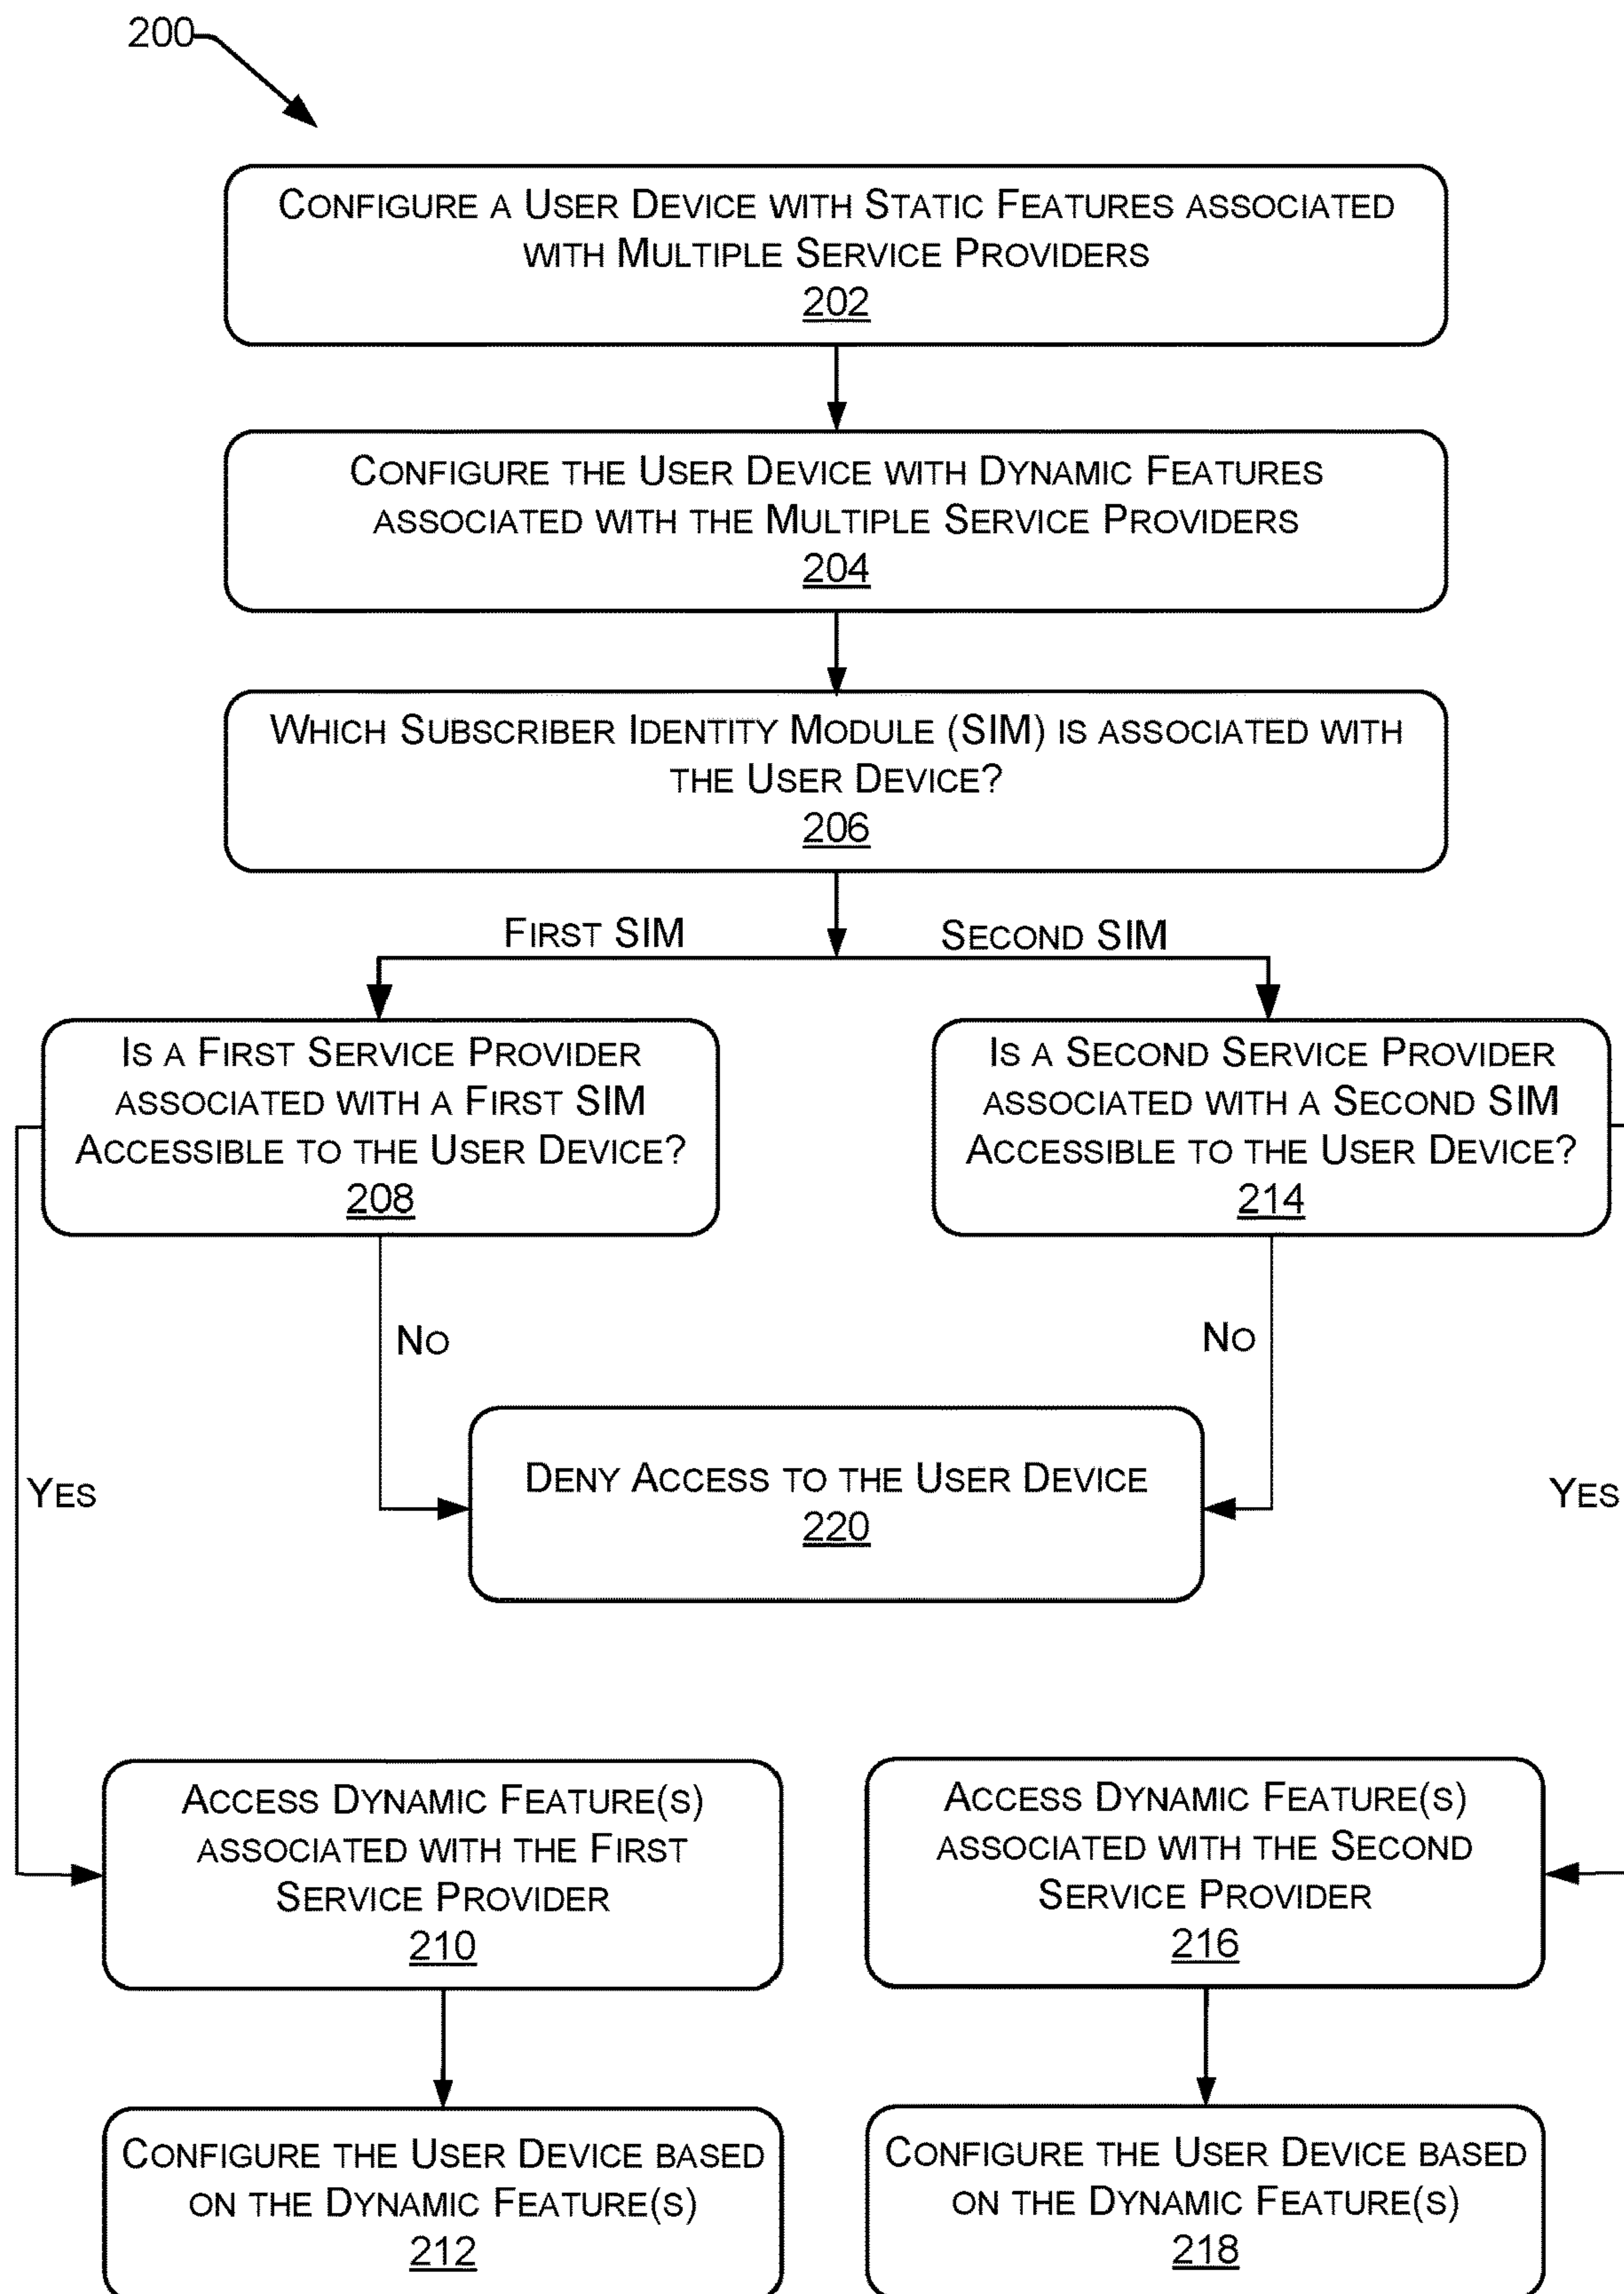 200
Configure a User Device with Static Features associated
with Multiple Service Providers
202
Configure the User Device with Dynamic Features
associated with the Multiple Service Providers
204
Which Subscriber Identity Module (SIM) is associated with
the User Device?
206
First SIM
Second SIM
Is a First Service Provider
associated with a First SIM
Accessible to the User Device?
208
Is a Second Service Provider
associated with a Second SIM
Accessible to the User Device?
214
No
No
Deny Access to the User Device
220
Yes
Yes
Access Dynamic Feature(s)
associated with the First
Service Provider
210
Access Dynamic Feature(s)
associated with the Second
Service Provider
216
Configure the User Device based
on the Dynamic Feature(s)
212
Configure the User Device based
on the Dynamic Feature(s)
218